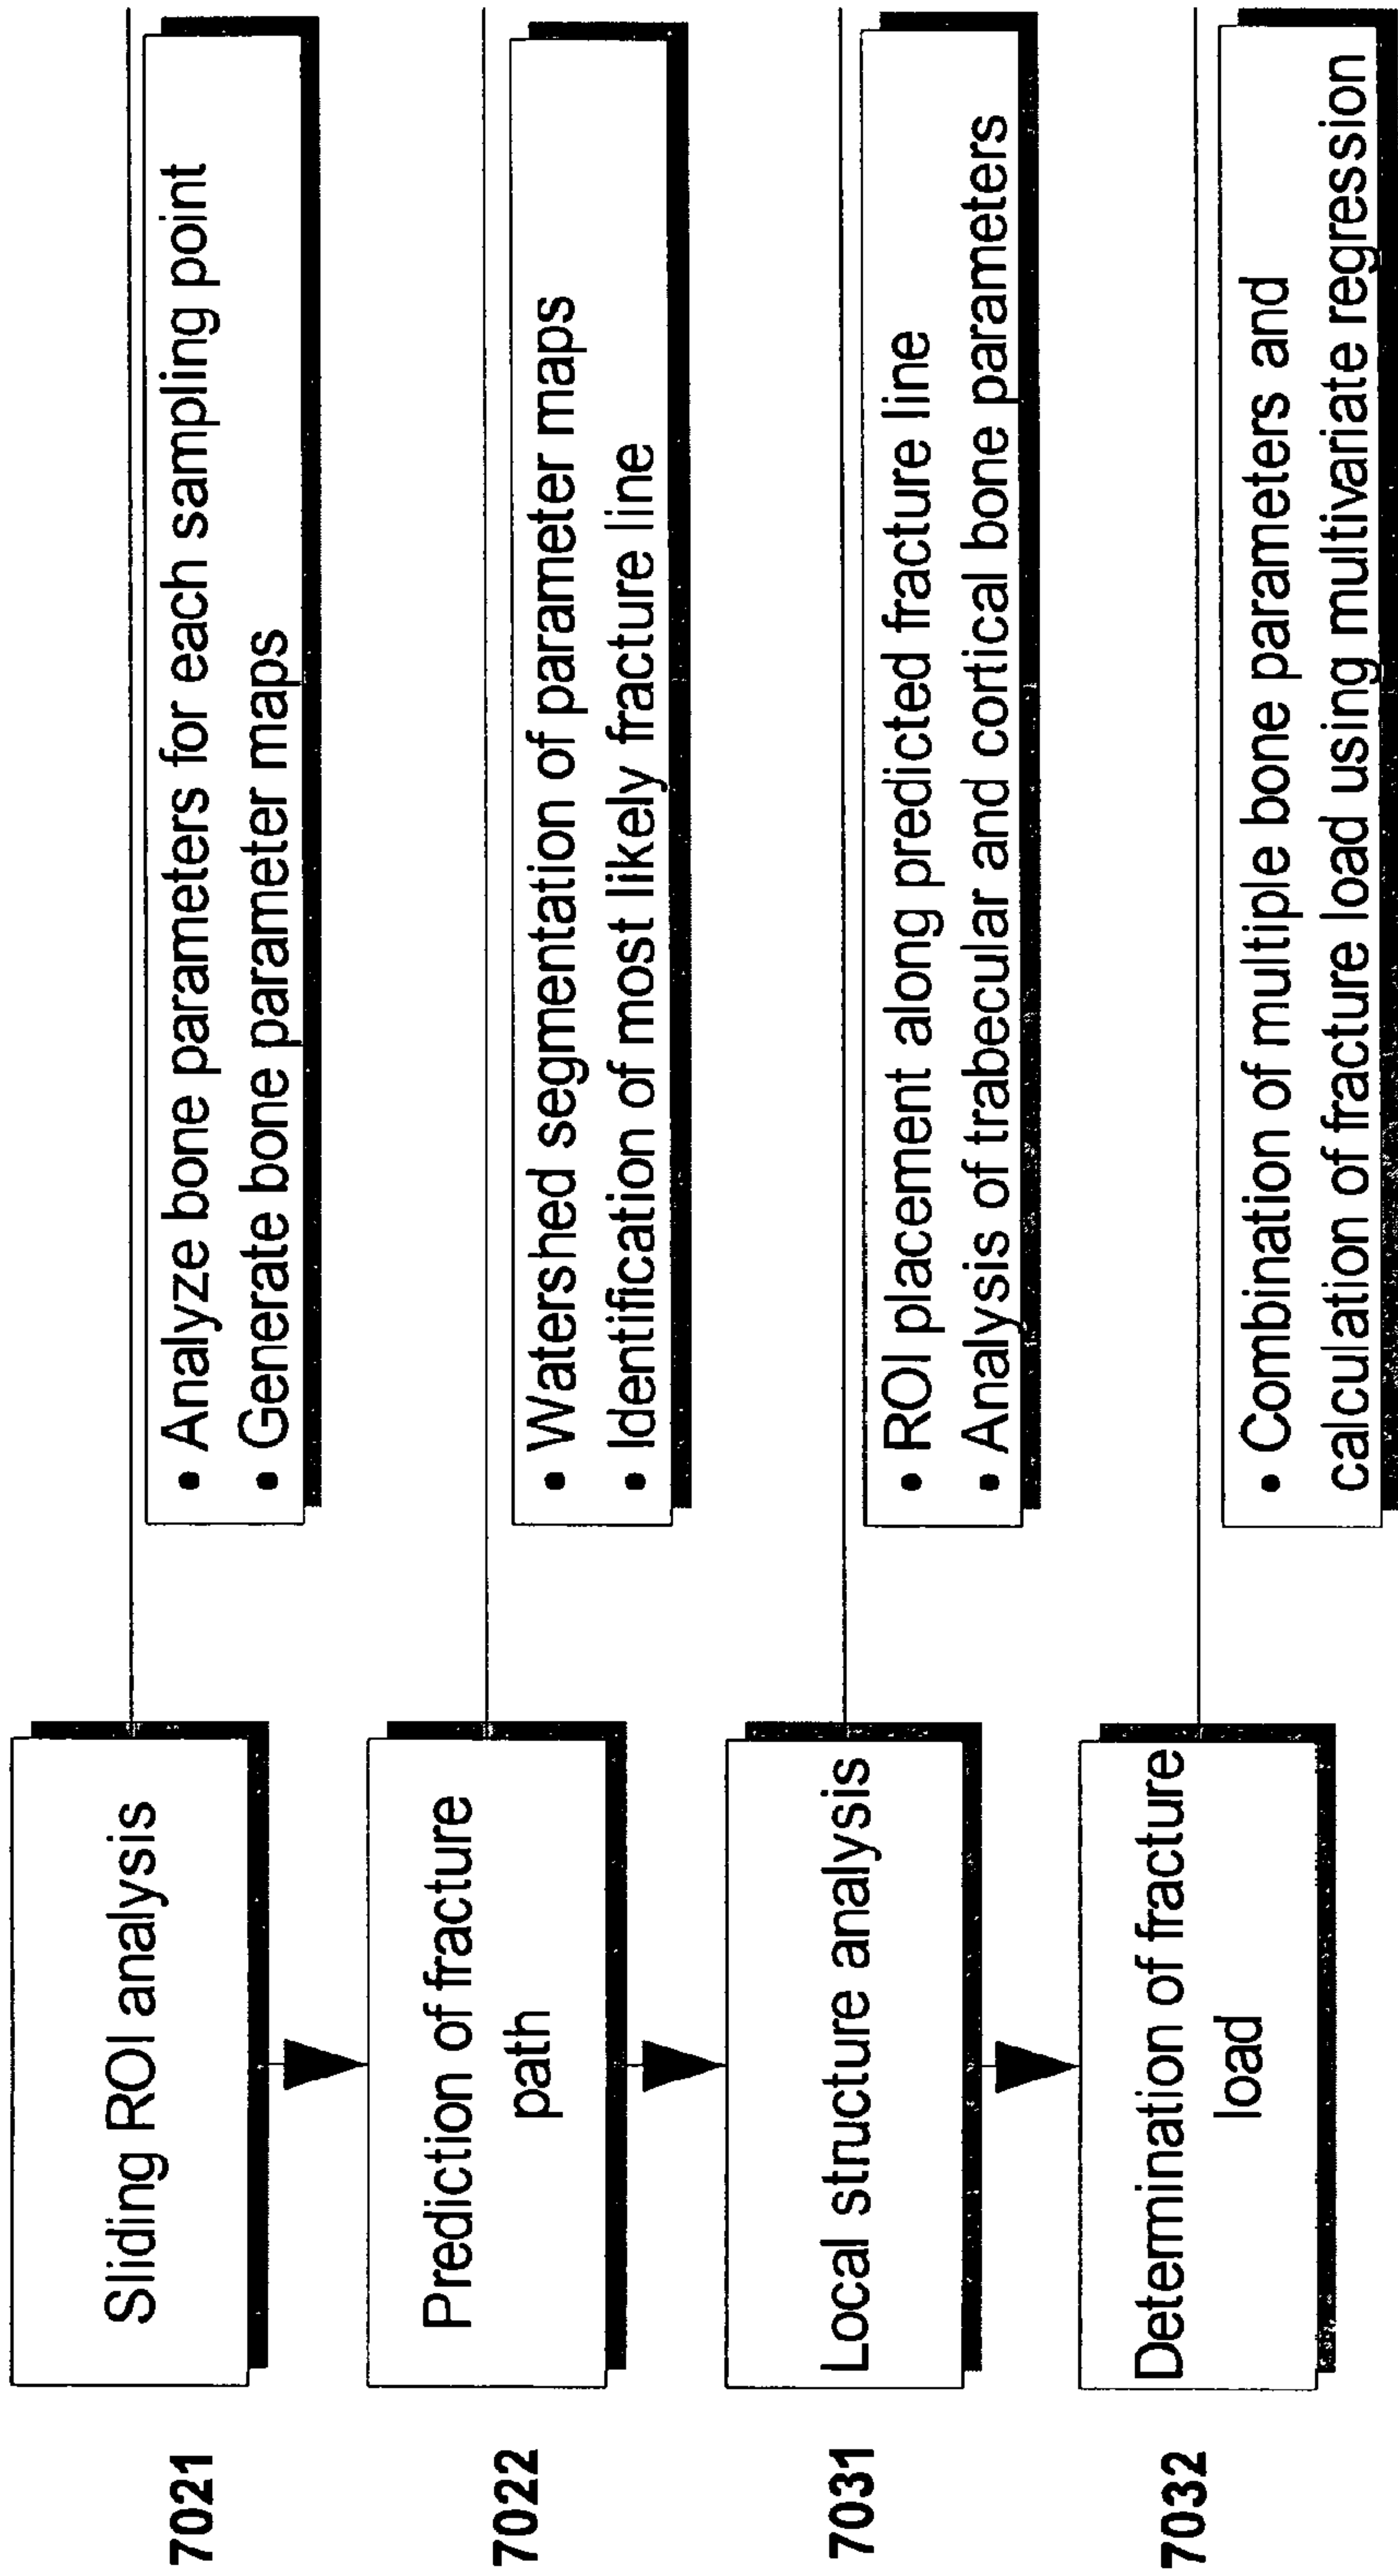 7021
Sliding ROI analysis
• Analyze bone parameters for each sampling point
• Generate bone parameter maps
7022
Prediction of fracture
path
• Watershed segmentation of parameter maps
• Identification of most likely fracture line
7031
Local structure analysis
• ROI placement along predicted fracture line
• Analysis of trabecular and cortical bone parameters
7032
Determination of fracture
load
• Combination of multiple bone parameters and
calculation of fracture load using multivariate regression